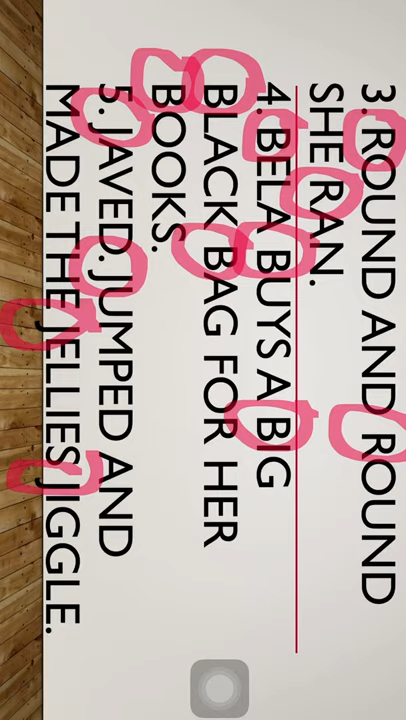 3. ROUND AND ROUND
SHE RAN.
4. BELA BUYS A BIG
BLACK BAG FOR HER
BOOKS.
5. JAVED. JUMPED AND
MADE THE JELLIES JIGGLE.